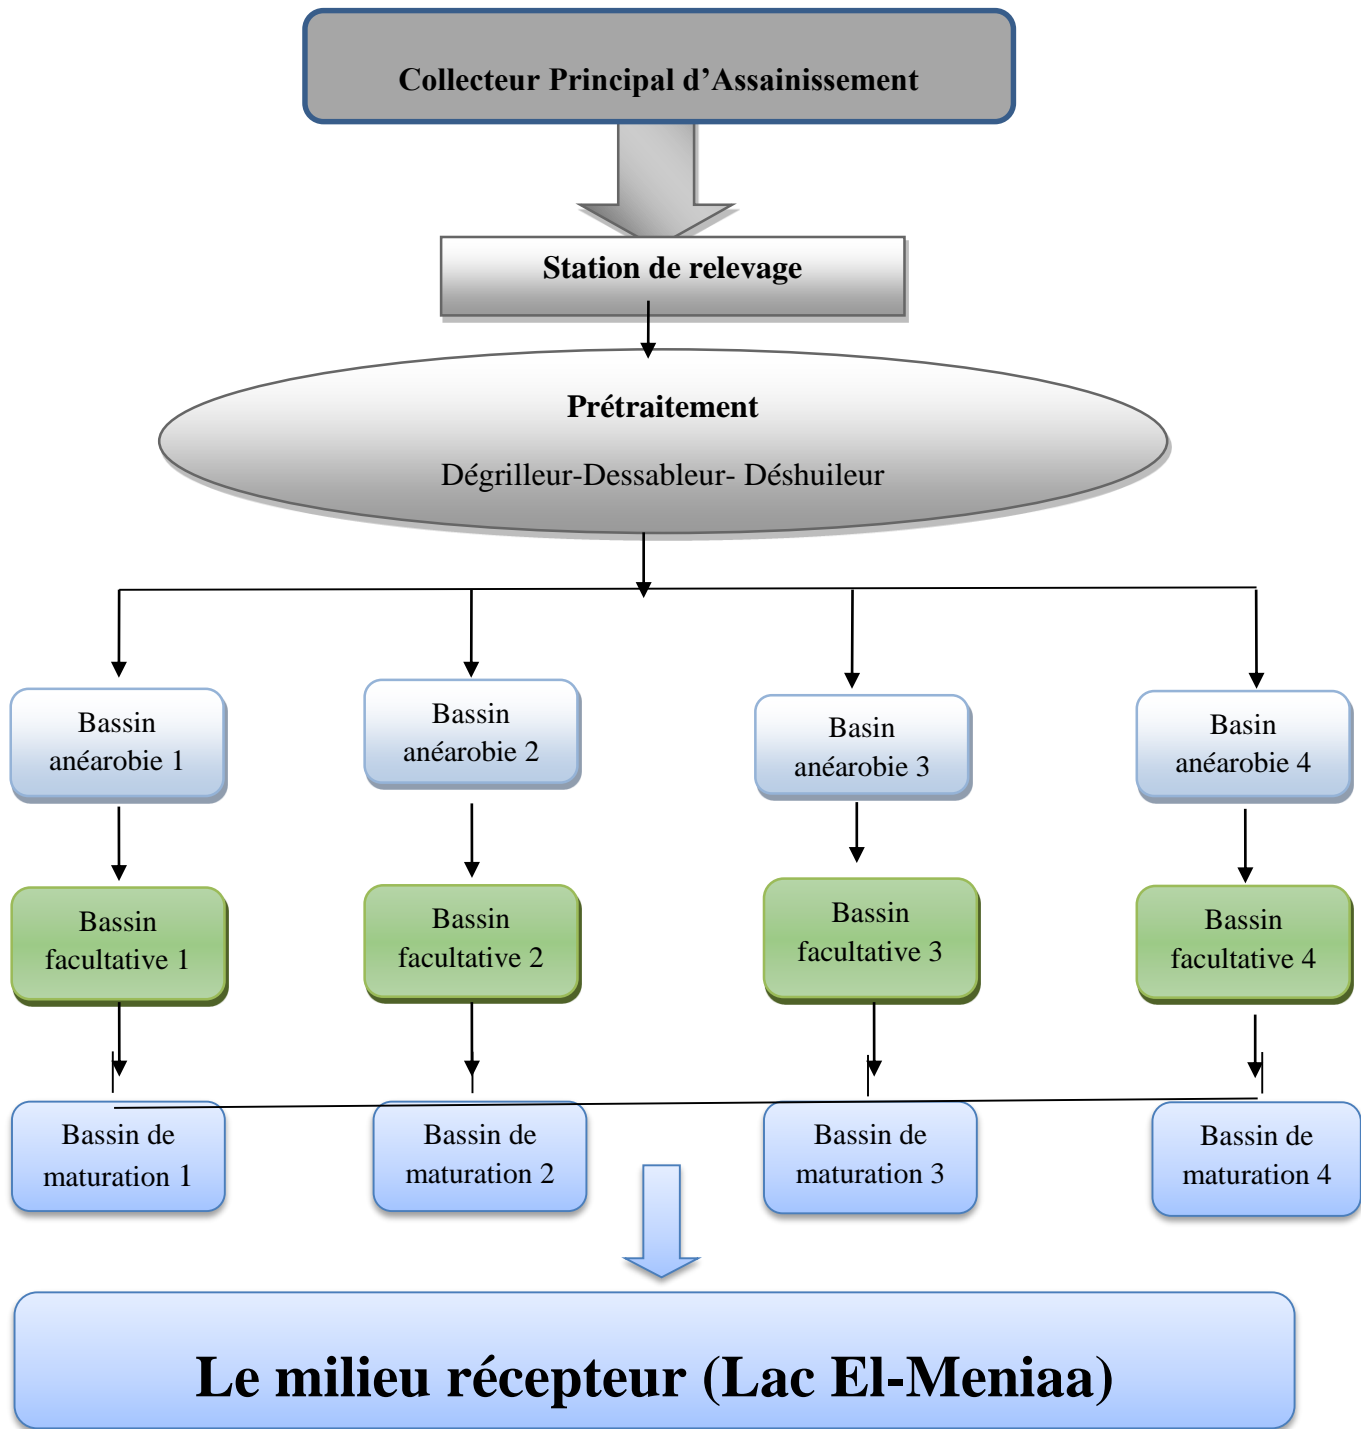 Collecteur Principal d’Assainissement
Station de relevage
Prétraitement
Dégrilleur-Dessableur- Déshuileur
Bassin
anéarobie 1
Bassin
anéarobie 2
Basin
anéarobie 3
Basin
anéarobie 4
Bassin
facultative 1
Bassin
facultative 2
Bassin
facultative 3
Bassin
facultative 4
Bassin de
maturation 1
Bassin de
maturation 2
Bassin de
maturation 3
Bassin de
maturation 4
Le milieu récepteur (Lac El-Meniaa)